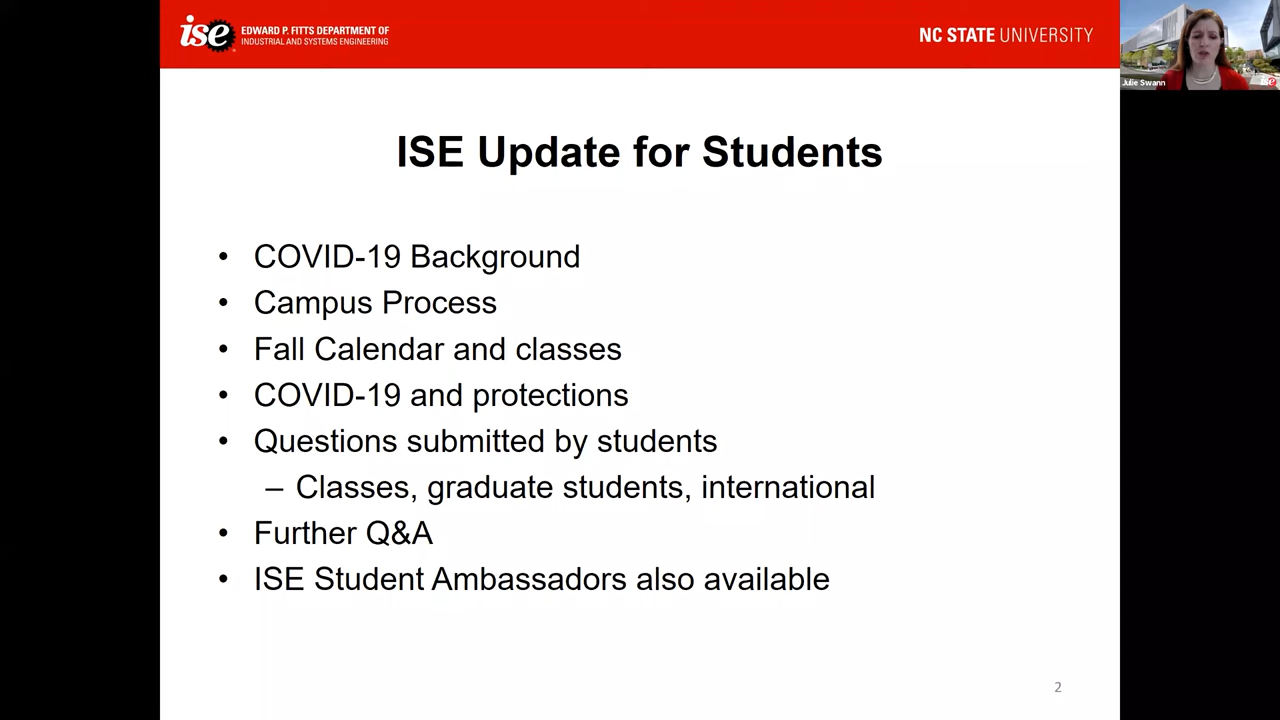 ise EDWARD P. FITTS DEPARTMENT OF
INDUSTRIAL AND SYSTEMS ENGINEERING
NC STATE UNIVERSITY
Julie Swann
ise
ISE Update for Students
• COVID-19 Background
• Campus Process
• Fall Calendar and classes
• COVID-19 and protections
• Questions submitted by students
– Classes, graduate students, international
• Further Q&A
• ISE Student Ambassadors also available
2